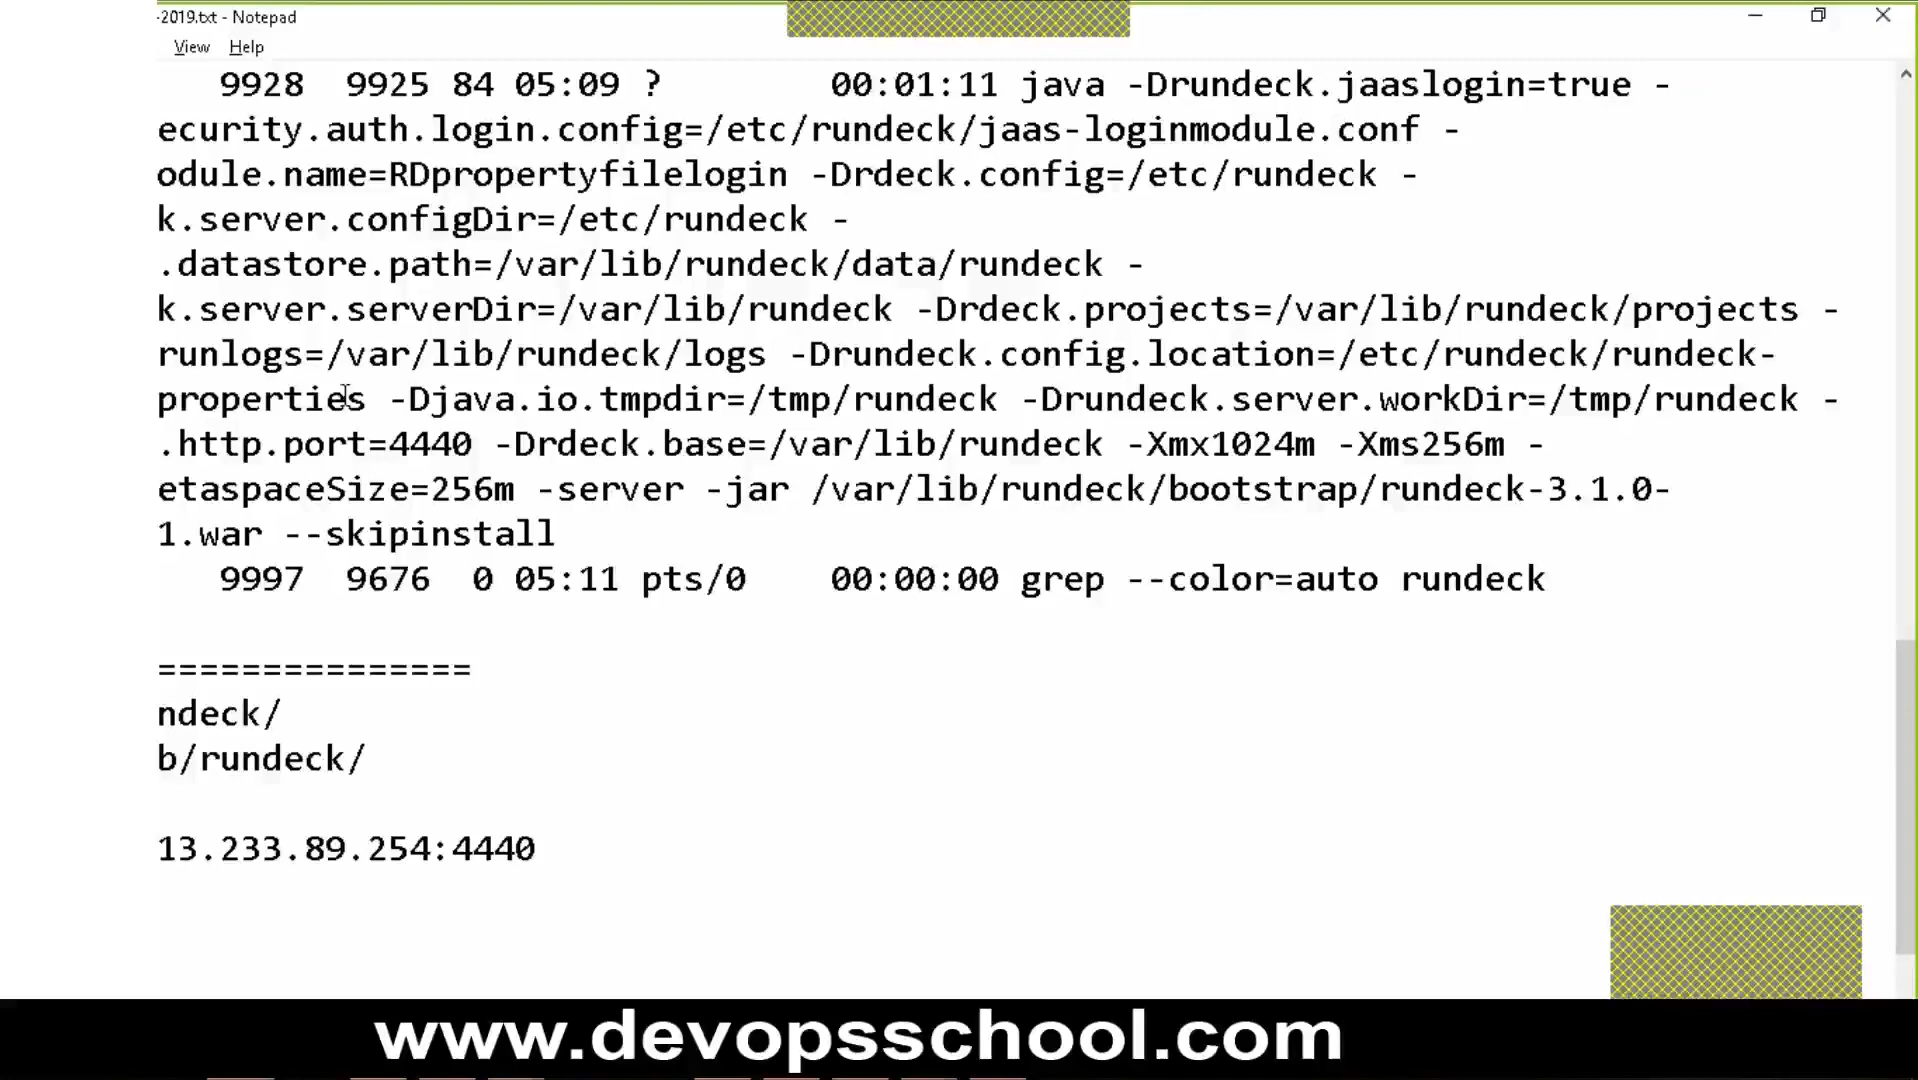 -2019.txt - Notepad
View Help
9928 9925 84 05:09 ? 00:01:11 java -Drundeck.jaaslogin=true -
ecurity.auth.login.config=/etc/rundeck/jaas-loginmodule.conf -
odule.name=RDpropertyfilelogin -Drdeck.config=/etc/rundeck -
k.server.configDir=/etc/rundeck -
.datastore.path=/var/lib/rundeck/data/rundeck -
k.server.serverDir=/var/lib/rundeck -Drdeck.projects=/var/lib/rundeck/projects -
runlogs=/var/lib/rundeck/logs -Drundeck.config.location=/etc/rundeck/rundeck-
properties -Djava.io.tmpdir=/tmp/rundeck -Drundeck.server.workDir=/tmp/rundeck -
.http.port=4440 -Drdeck.base=/var/lib/rundeck -Xmx1024m -Xms256m -
etaspaceSize=256m -server -jar /var/lib/rundeck/bootstrap/rundeck-3.1.0-
1.war --skipinstall
9997 9676 0 05:11 pts/0 00:00:00 grep --color=auto rundeck
===============
ndeck/
b/rundeck/
13.233.89.254:4440
www.devopsschool.com